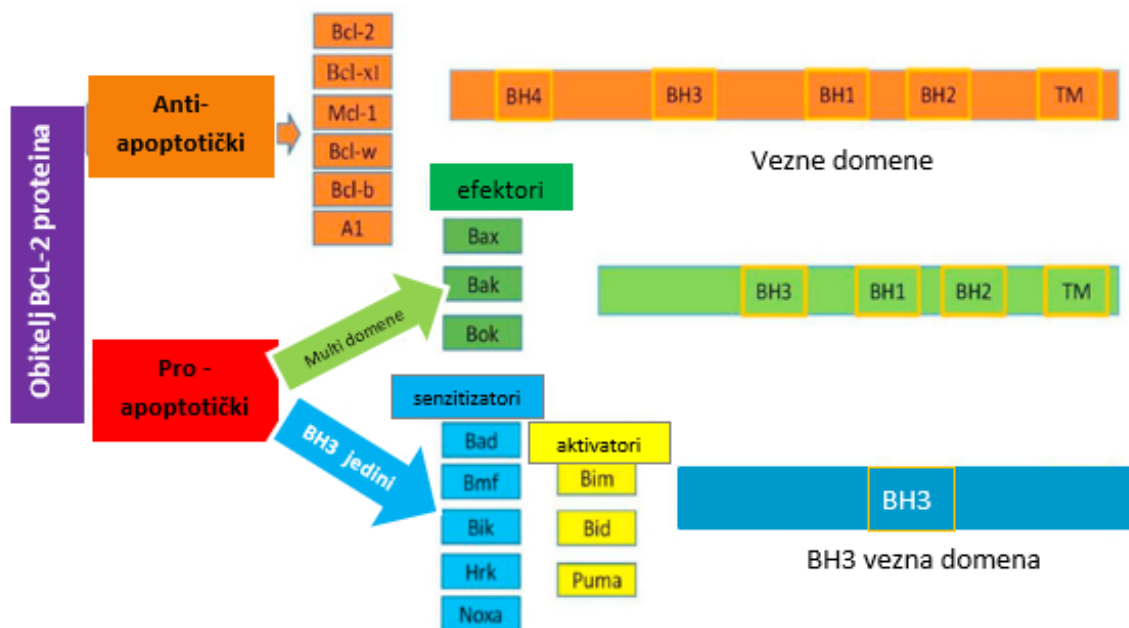 Obitelj BCL-2 proteina
Anti-
apoptotički
Bcl-2
Bcl-xl
Mcl-1
Bcl-w
Bcl-b
A1
BH4
BH3
BH1
BH2
TM
Vezne domene
Pro -
apoptotički
Multi domene
efektori
Bax
Bak
Bok
BH3
BH1
BH2
TM
BH3 jedini
senzitizatori
Bad
Bmf
Bik
Hrk
Noxa
aktivatori
Bim
Bid
Puma
BH3
BH3 vezna domena